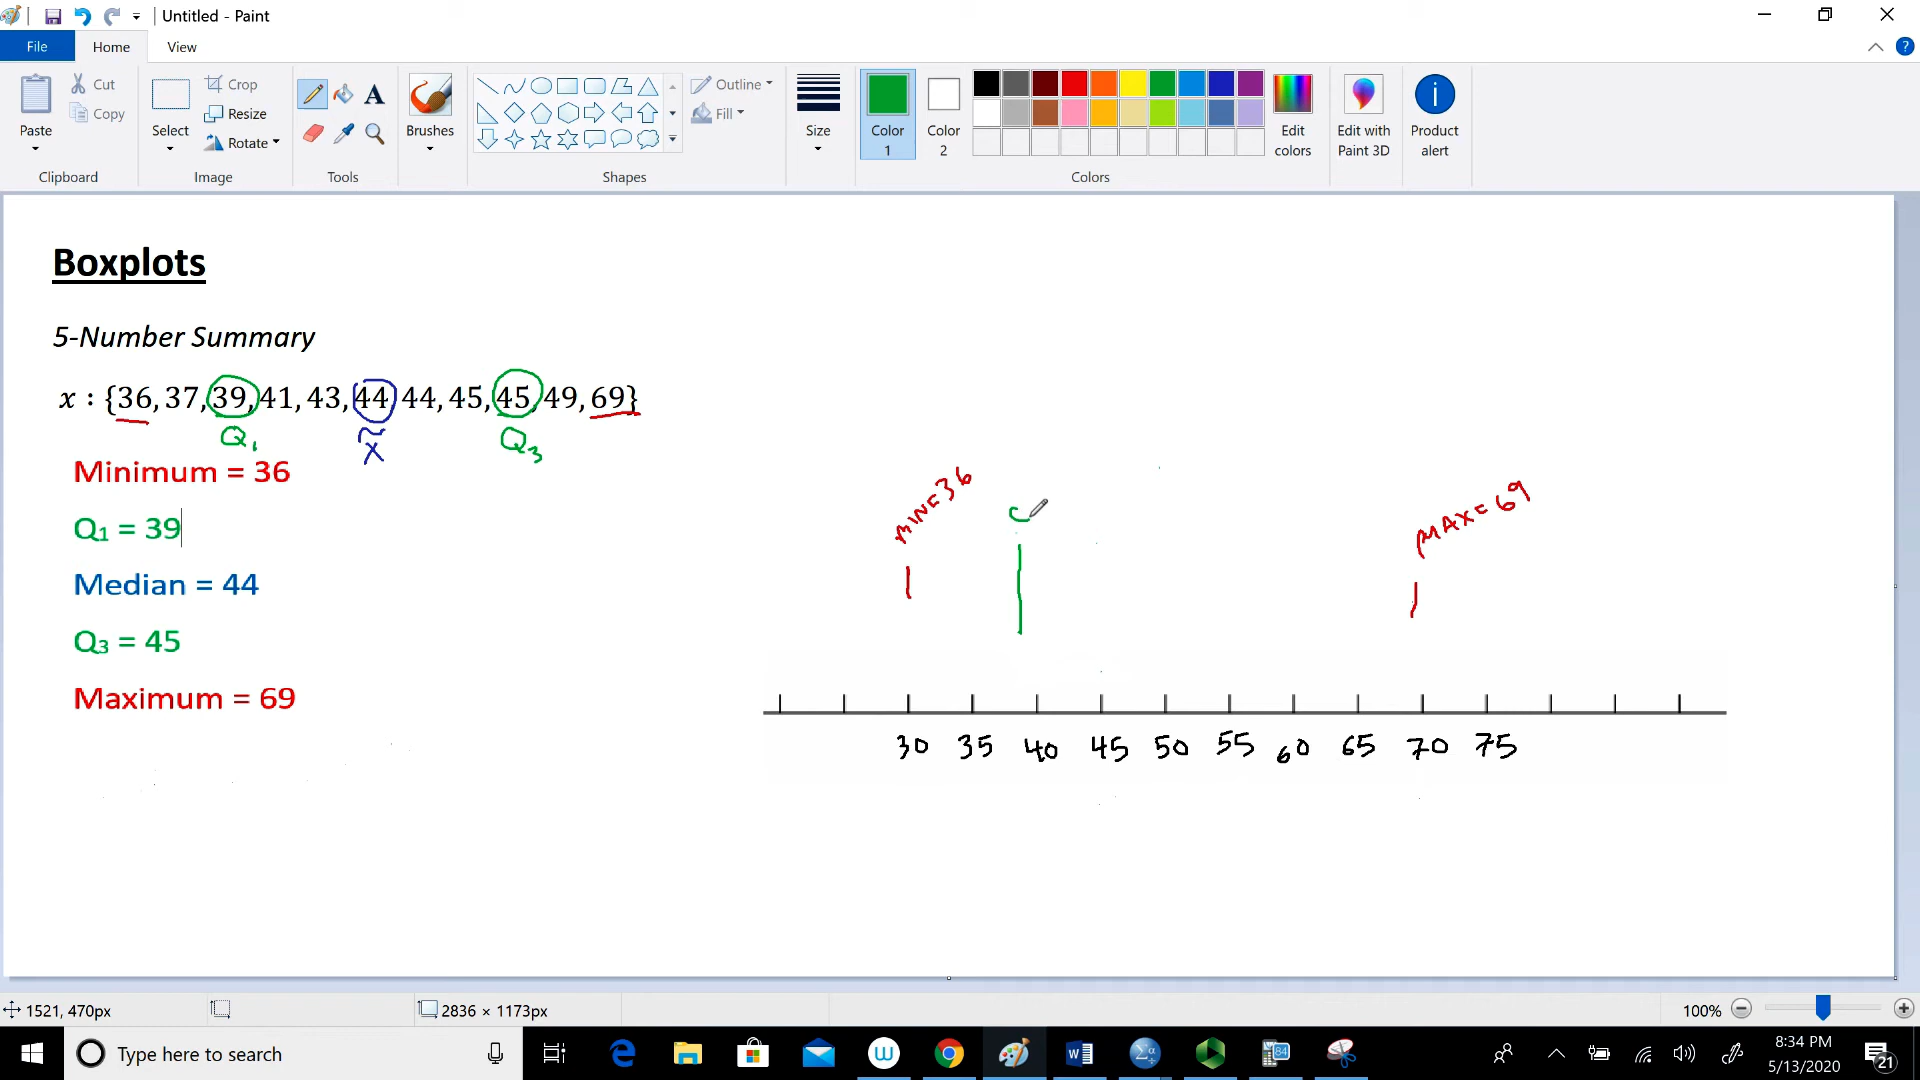 Untitled - Paint
File Home View
Paste
Cut
Copy
Clipboard
Select
Crop
Resize
Rotate
Image
Tools
Brushes
Shapes
Outline
Fill
Size
Color 1
Color 2
Edit colors
Colors
Edit with Paint 3D
Product alert
Boxplots
5-Number Summary
x : {36, 37, 39, 41, 43, 44, 44, 45, 45, 49, 69}
Q₁ x̃ Q₃
Minimum = 36
Q₁ = 39
Median = 44
Q₃ = 45
Maximum = 69
MIN=36
MAX=69
30 35 40 45 50 55 60 65 70 75
1521, 470px
2836 × 1173px
100%
Type here to search
8:34 PM
5/13/2020
21